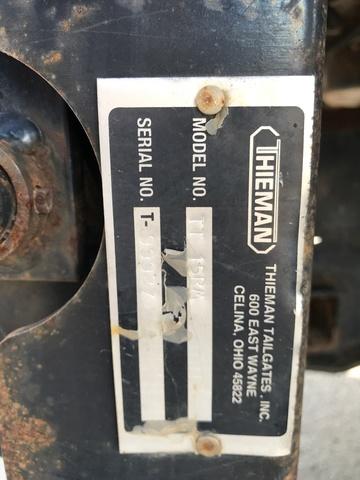 THIEMAN
THIEMAN TAILGATES, INC.
600 EAST WAYNE
CELINA, OHIO 45822
MODEL NO.
SERIAL NO. T-